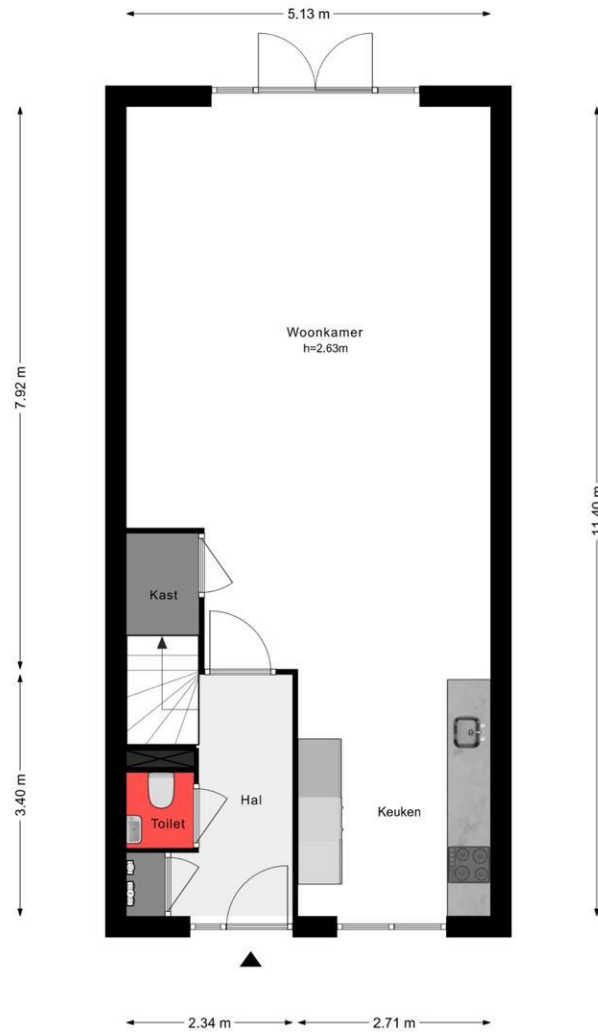 5.13 m
7.92 m
11.40 m
Woonkamer
h=2.63m
Kast
3.40 m
Hal
Keuken
Toilet
2.34 m
2.71 m